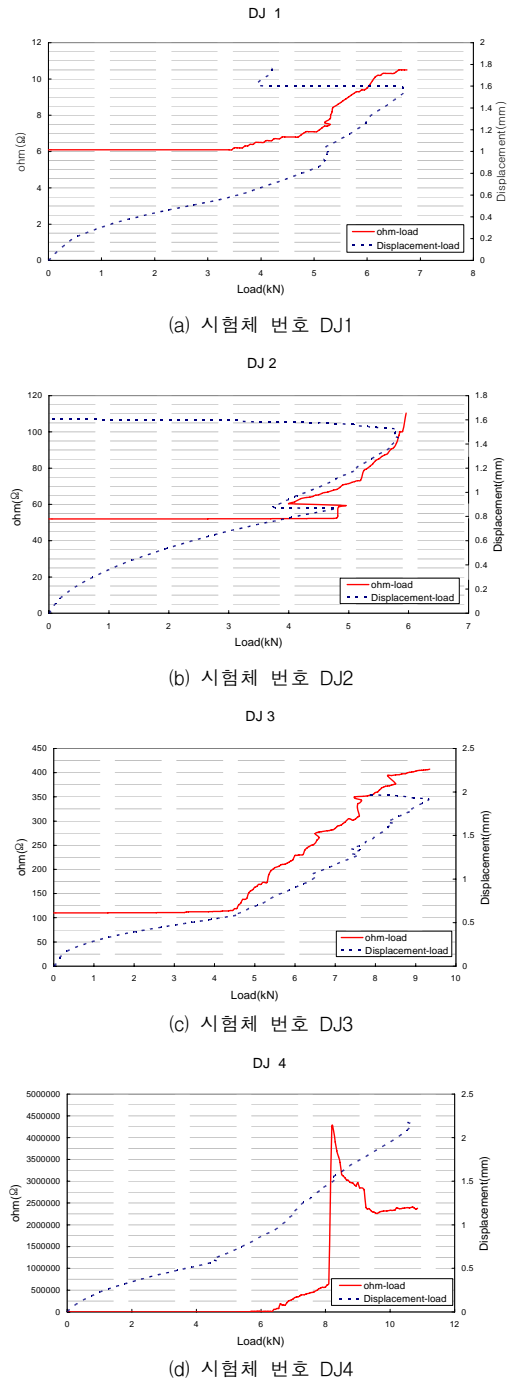 DJ 1
12
10
8
6
4
2
0
2
1.8
1.6
1.4
1.2
1
0.8
0.6
0.4
0.2
0
ohm(Ω)
Displacement(mm)
ohm-load
Displacement-load
0 1 2 3 4 5 6 7 8
Load(kN)
(a) 시험체 번호 DJ1
DJ 2
120
100
80
60
40
20
0
1.8
1.6
1.4
1.2
1
0.8
0.6
0.4
0.2
0
ohm(Ω)
Displacement(mm)
ohm-load
Displacement-load
0 1 2 3 4 5 6 7
Load(kN)
(b) 시험체 번호 DJ2
DJ 3
450
400
350
300
250
200
150
100
50
0
2.5
2
1.5
1
0.5
0
ohm(Ω)
Displacement(mm)
ohm-load
Displacement-load
0 1 2 3 4 5 6 7 8 9 10
Load(kN)
(c) 시험체 번호 DJ3
DJ 4
5000000
4500000
4000000
3500000
3000000
2500000
2000000
1500000
1000000
500000
0
2.5
2
1.5
1
0.5
0
ohm(Ω)
Displacement(mm)
ohm-load
Displacement-load
0 2 4 6 8 10 12
Load(kN)
(d) 시험체 번호 DJ4